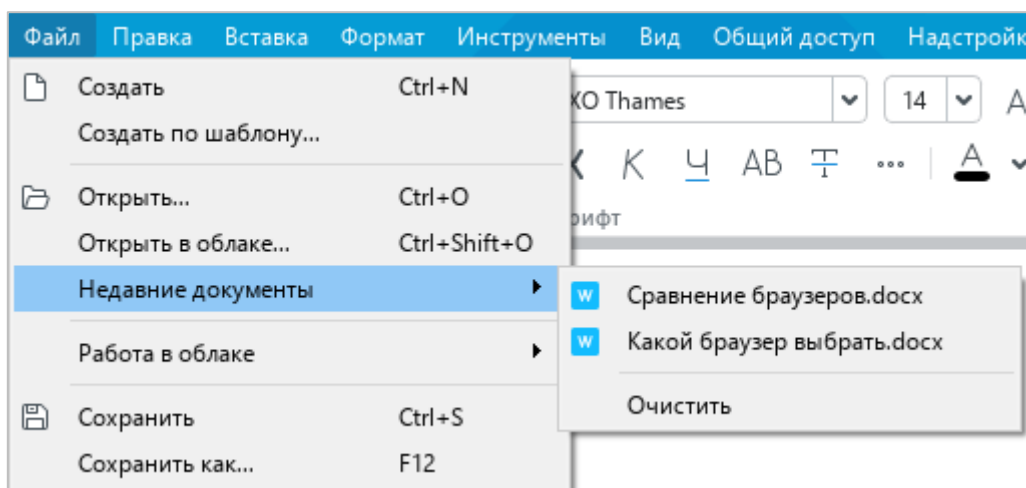 Файл Правка Вставка Формат Инструменты Вид Общий доступ Надстройк
Создать Ctrl+N
XO Thames 14
Создать по шаблону...
К Ч АВ Т ... А
Открыть... Ctrl+O
рифт
Открыть в облаке... Ctrl+Shift+O
Недавние документы
W Сравнение браузеров.docx
W Какой браузер выбрать.docx
Работа в облаке
Очистить
Сохранить Ctrl+S
Сохранить как... F12